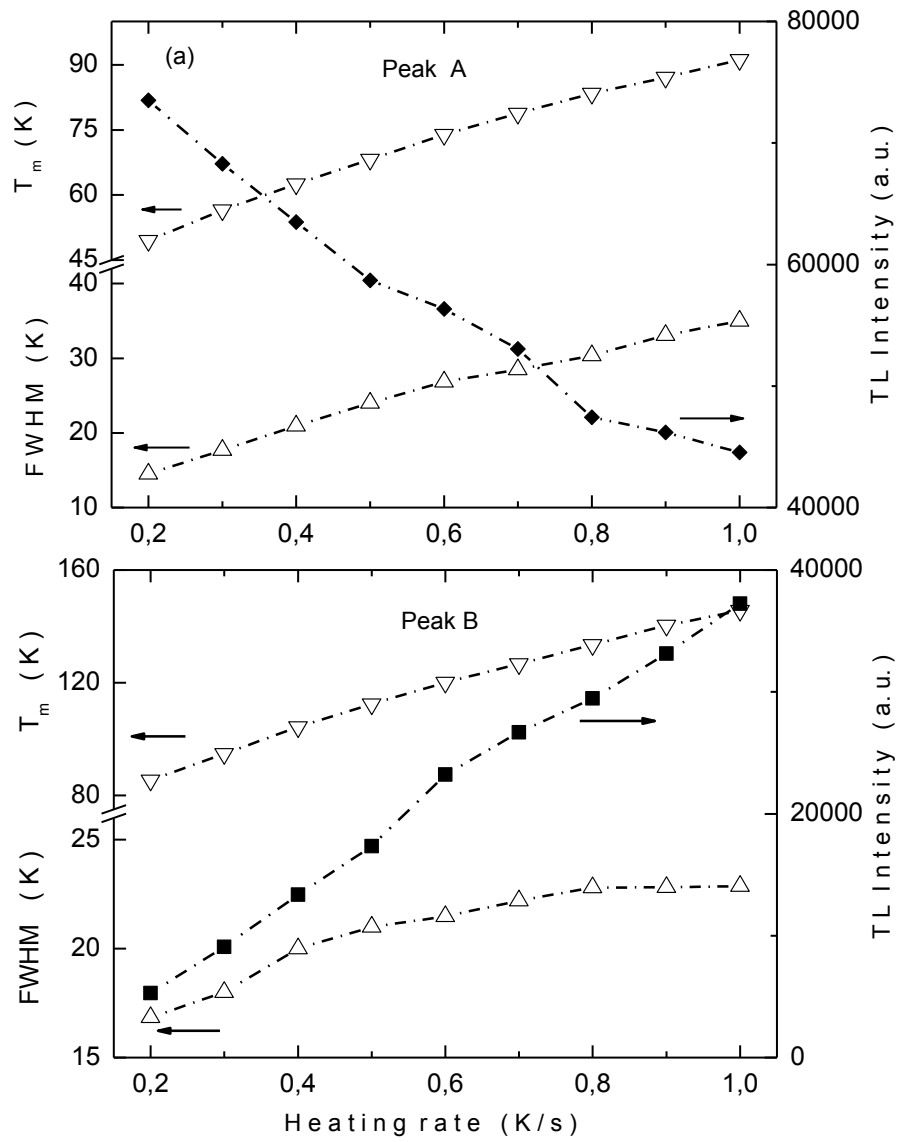 (a)
Peak A
T_m (K)
90
75
60
45
FWHM (K)
40
30
20
10
TL Intensity (a.u.)
80000
60000
40000
0,2 0,4 0,6 0,8 1,0
Peak B
T_m (K)
160
120
80
FWHM (K)
25
20
15
TL Intensity (a.u.)
40000
20000
0
0,2 0,4 0,6 0,8 1,0
Heating rate (K/s)